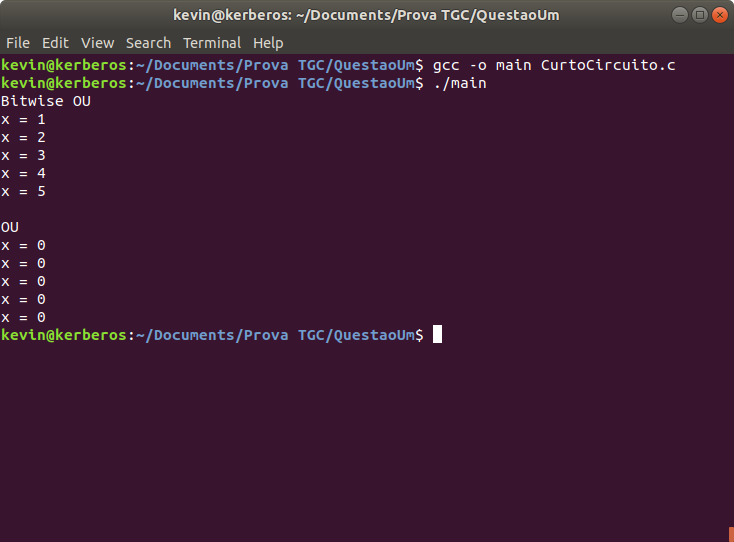 kevin@kerberos: ~/Documents/Prova TGC/QuestaoUm
File Edit View Search Terminal Help
kevin@kerberos:~/Documents/Prova TGC/QuestaoUm$ gcc -o main CurtoCircuito.c
kevin@kerberos:~/Documents/Prova TGC/QuestaoUm$ ./main
Bitwise OU
x = 1
x = 2
x = 3
x = 4
x = 5
OU
x = 0
x = 0
x = 0
x = 0
x = 0
kevin@kerberos:~/Documents/Prova TGC/QuestaoUm$